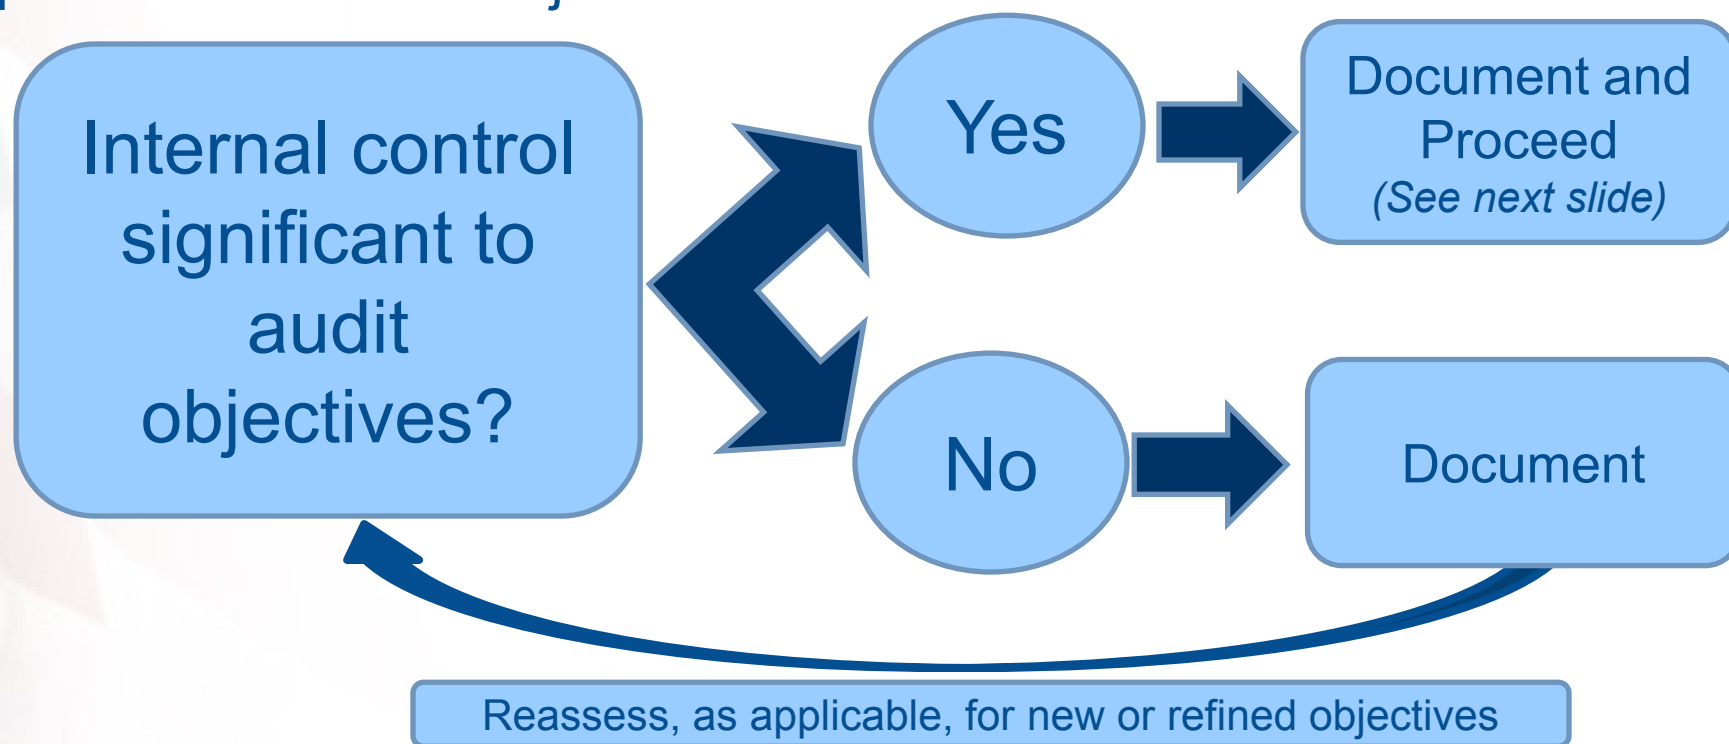 Internal control
significant to
audit
objectives?
Yes
Document and
Proceed
(See next slide)
No
Document
Reassess, as applicable, for new or refined objectives